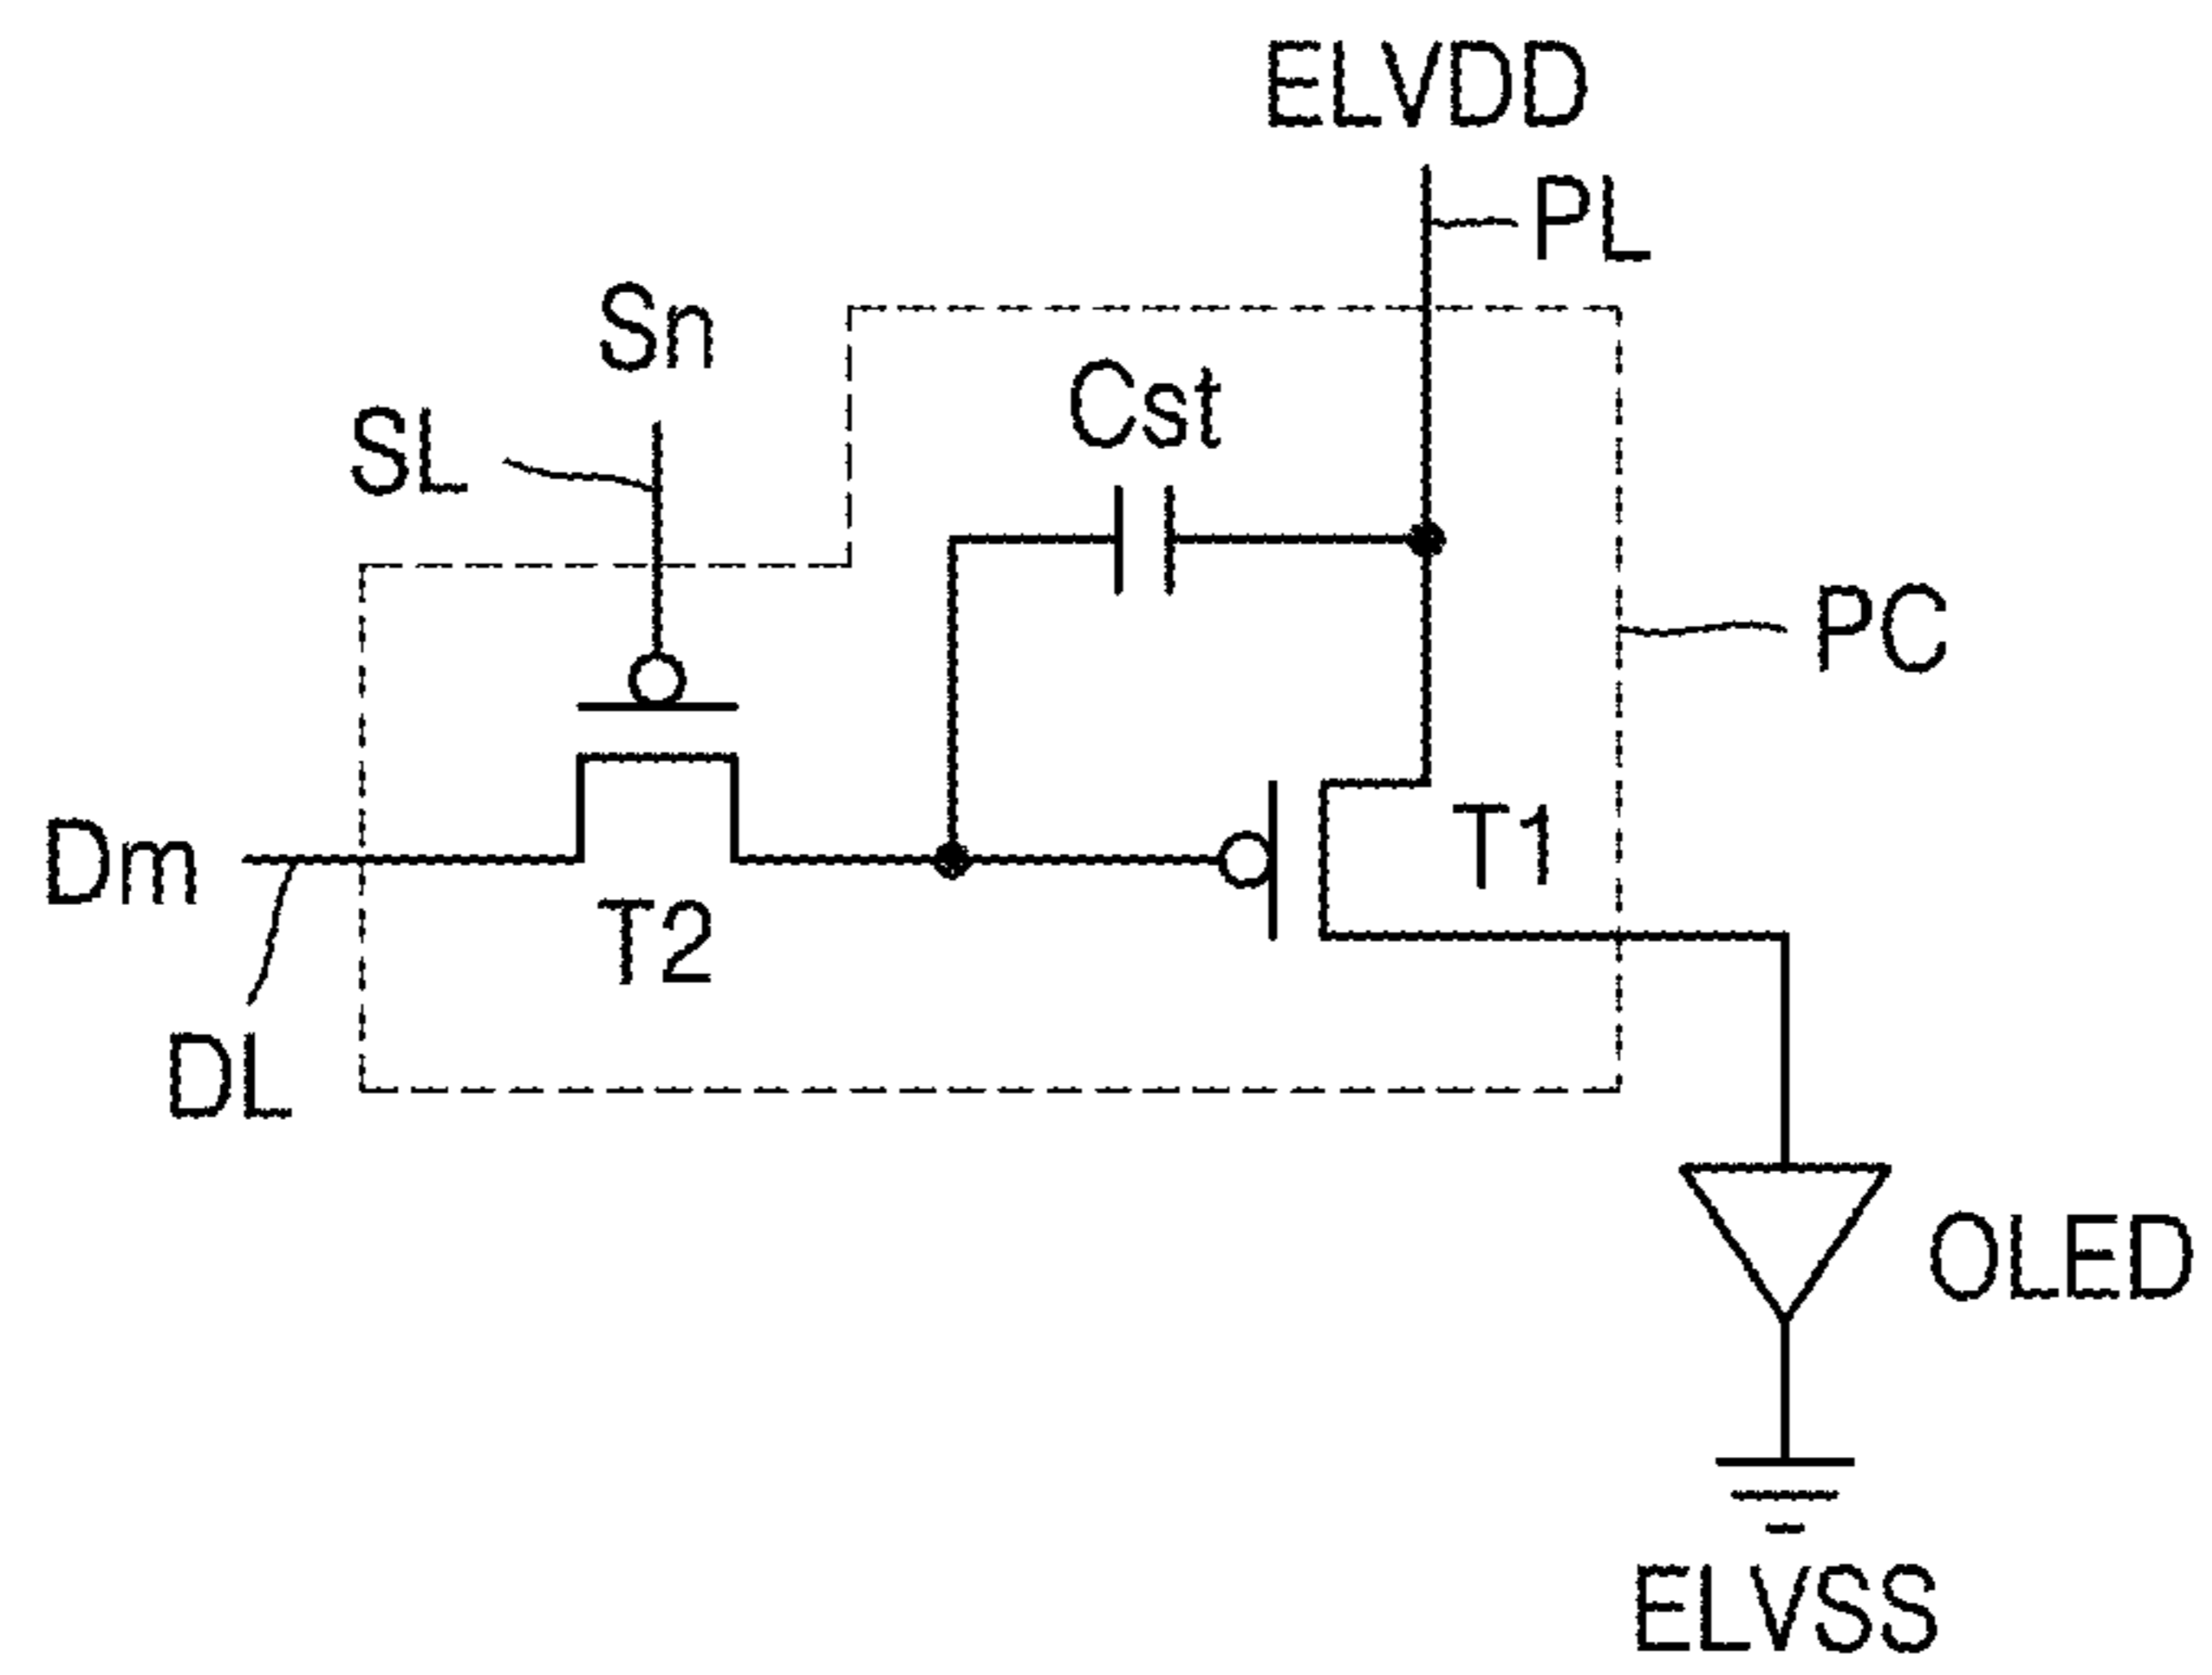 ELVDD
PL
Sn
SL
Cst
PC
Dm
T1
T2
DL
OLED
ELVSS